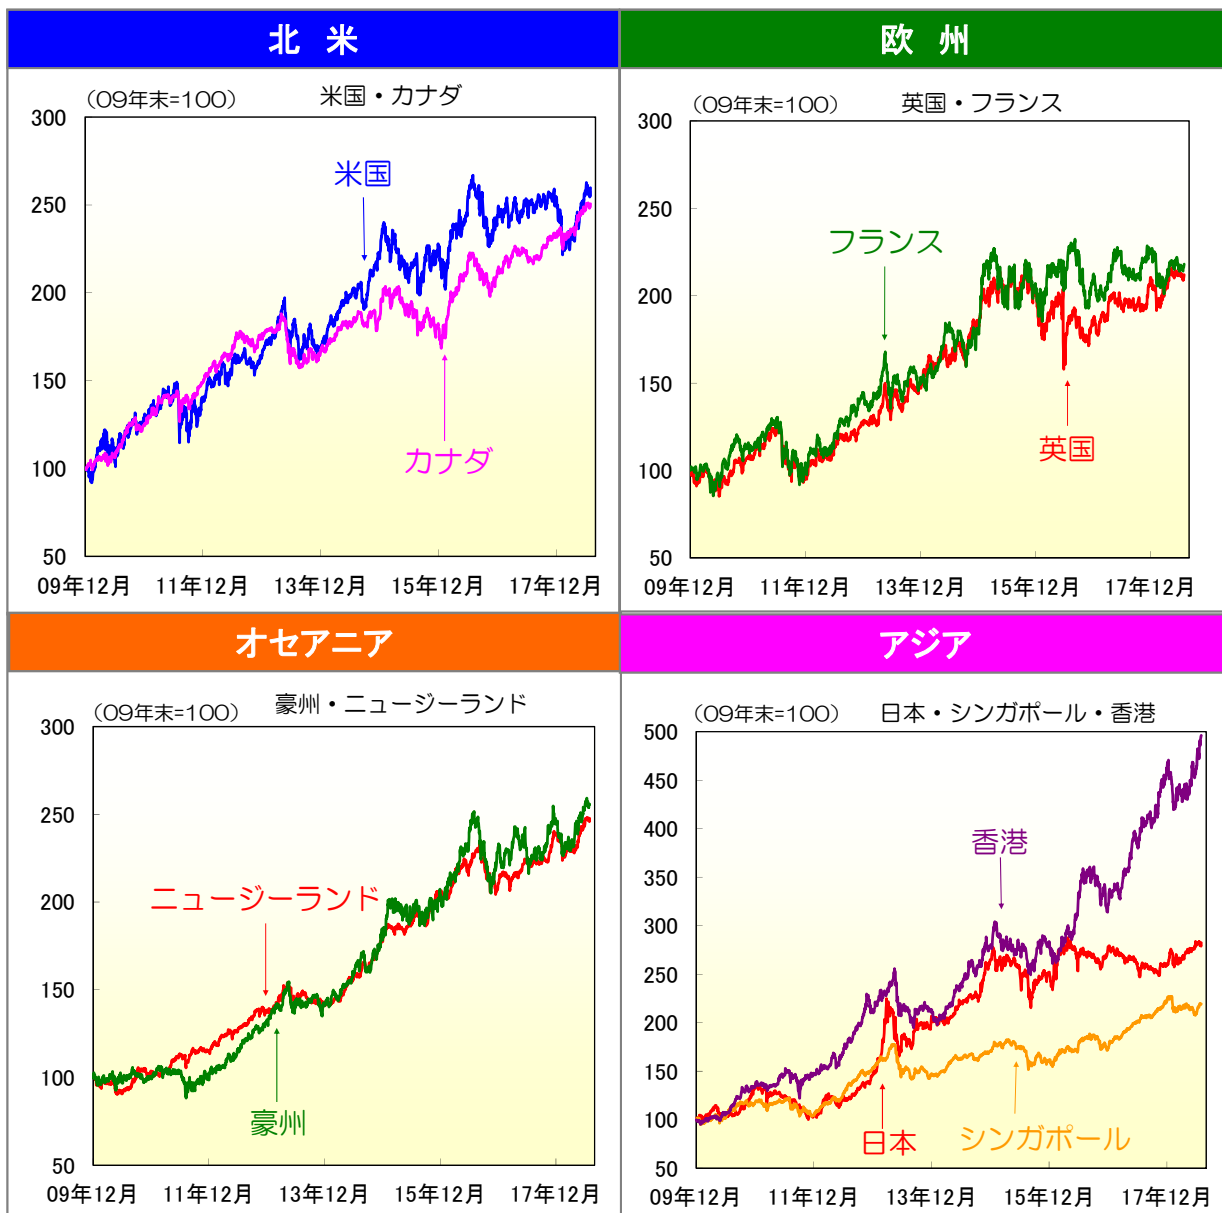 北 米
欧 州
（09年末=100）
米国・カナダ
300
250
200
150
100
50
米国
カナダ
09年12月
11年12月
13年12月
15年12月
17年12月
（09年末=100）
英国・フランス
300
250
200
150
100
50
フランス
英国
09年12月
11年12月
13年12月
15年12月
17年12月
オセアニア
アジア
（09年末=100）
豪州・ニュージーランド
300
250
200
150
100
50
ニュージーランド
豪州
09年12月
11年12月
13年12月
15年12月
17年12月
（09年末=100）
日本・シンガポール・香港
500
450
400
350
300
250
200
150
100
50
香港
日本
シンガポール
09年12月
11年12月
13年12月
15年12月
17年12月